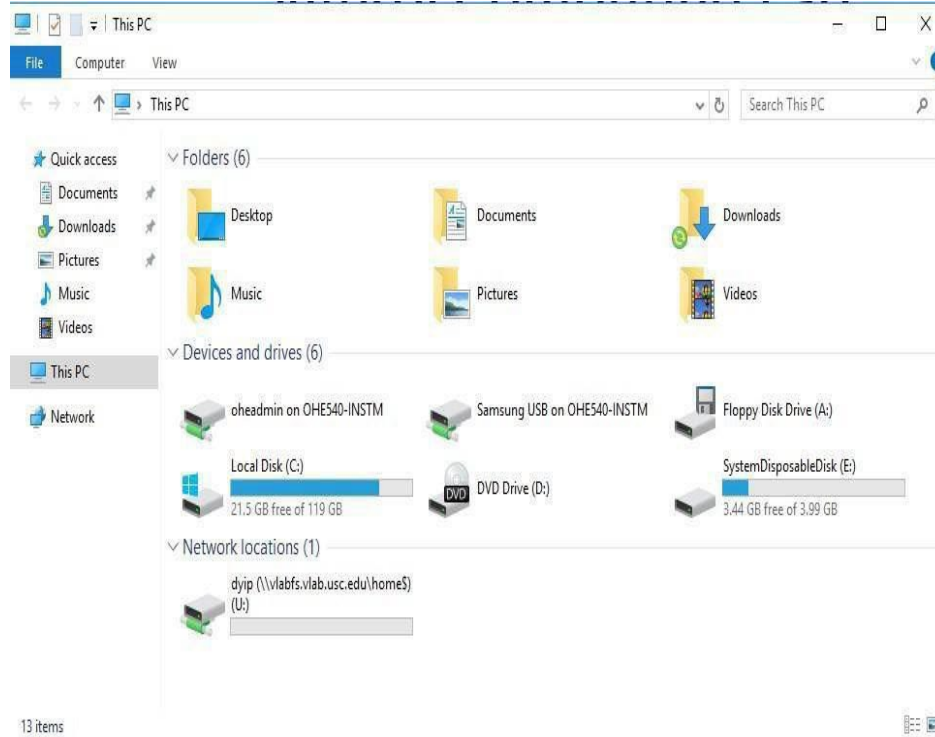 This PC
File Computer View
This PC
Search This PC
Quick access
Documents
Downloads
Pictures
Music
Videos
This PC
Network
Folders (6)
Desktop Documents Downloads
Music Pictures Videos
Devices and drives (6)
oheadmin on OHE540-INSTM Samsung USB on OHE540-INSTM Floppy Disk Drive (A:)
Local Disk (C:)
21.5 GB free of 119 GB
DVD
DVD Drive (D:)
SystemDisposableDisk (E:)
3.44 GB free of 3.99 GB
Network locations (1)
dyip (\\vlabfs.vlab.usc.edu\home$)
(U:)
13 items